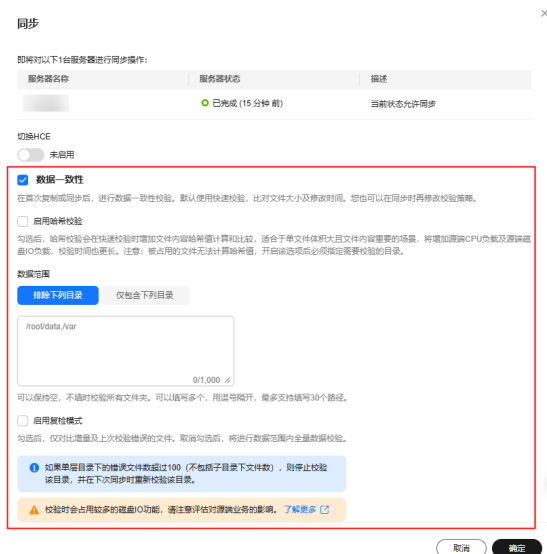 同步
即将对以下1台服务器进行同步操作：
服务器名称 服务器状态 描述
已完成 (15 分钟 前) 当前状态允许同步
切换HCE
未启用
数据一致性
在首次复制或同步后，进行数据一致性校验。默认使用快速校验，比对文件大小及修改时间。您也可以在同步时再修改校验策略。
启用哈希校验
勾选后，哈希校验会在快速校验时增加文件内容哈希值计算和比较，适合于单文件体积大且文件内容重要的场景，将增加源端CPU负载及源端磁
盘IO负载，校验时间也更长。注意：被占用的文件无法计算哈希值，开启该选项后必须指定需要校验的目录。
数据范围
排除下列目录 仅包含下列目录
/root/data,/var
0/1,000
可以保持空，不填时校验所有文件夹。可以填写多个，用逗号隔开，最多支持填写30个路径。
启用复检模式
勾选后，仅对比增量及上次校验错误的文件。取消勾选后，将进行数据范围内全量数据校验。
如果单层目录下的错误文件数超过100（不包括子目录下文件数），则停止校验
该目录，并在下次同步时重新校验该目录。
校验时会占用较多的磁盘IO功能，请注意评估对源端业务的影响。 了解更多
取消 确定